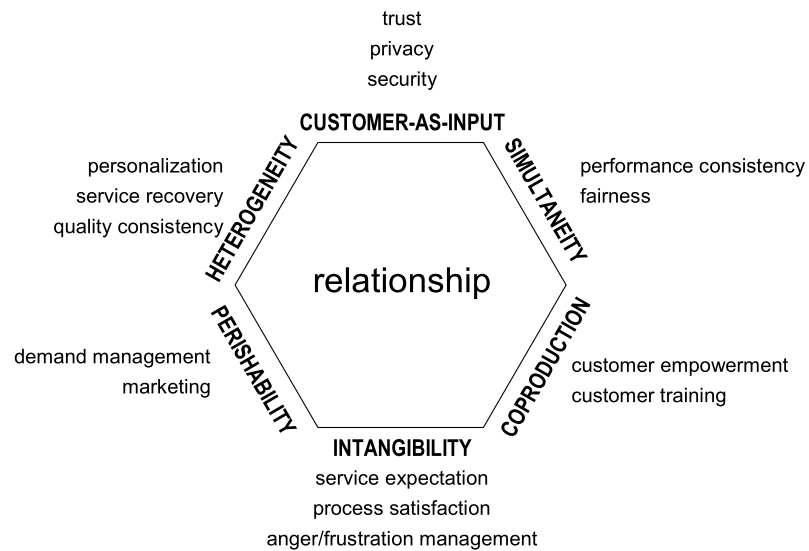 trust
privacy
security
CUSTOMER-AS-INPUT
HETEROGENEITY
personalization
service recovery
quality consistency
SIMULTANEITY
performance consistency
fairness
relationship
PERISHABILITY
demand management
marketing
COPRODUCTION
customer empowerment
customer training
INTANGIBILITY
service expectation
process satisfaction
anger/frustration management